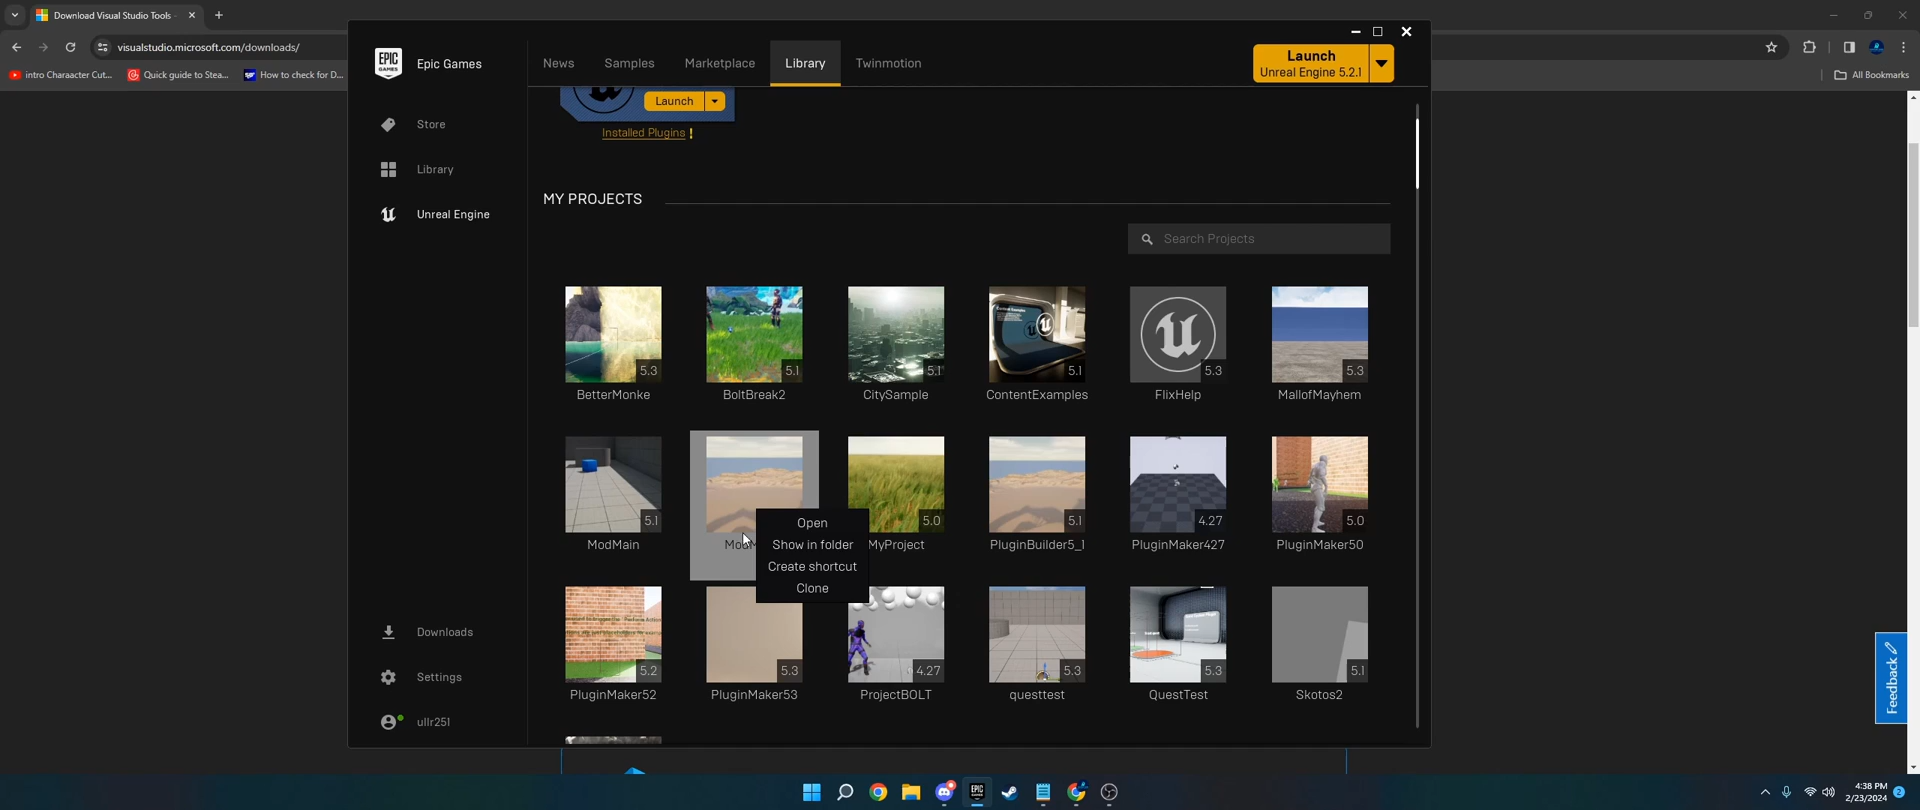 Download Visual Studio Tools
visualstudio.microsoft.com/downloads/
intro Charaacter Cut...
Quick guide to Stea...
How to check for D...
All Bookmarks
EPIC GAMES
Epic Games
News
Samples
Marketplace
Library
Twinmotion
Launch
Unreal Engine 5.2.1
Store
Library
Unreal Engine
Launch
Installed Plugins !
MY PROJECTS
Search Projects
5.3
5.1
5.1
5.1
5.3
5.3
BetterMonke
BoltBreak2
CitySample
ContentExamples
FlixHelp
MallofMayhem
5.1
5.0
5.1
4.27
5.0
ModMain
MyProject
PluginBuilder5_1
PluginMaker427
PluginMaker50
Open
Show in folder
Create shortcut
Clone
5.2
5.3
4.27
5.3
5.3
5.1
PluginMaker52
PluginMaker53
ProjectBOLT
questtest
QuestTest
Skotos2
Downloads
Settings
ullr251
Feedback
EPIC
4:38 PM
2/23/2024
2